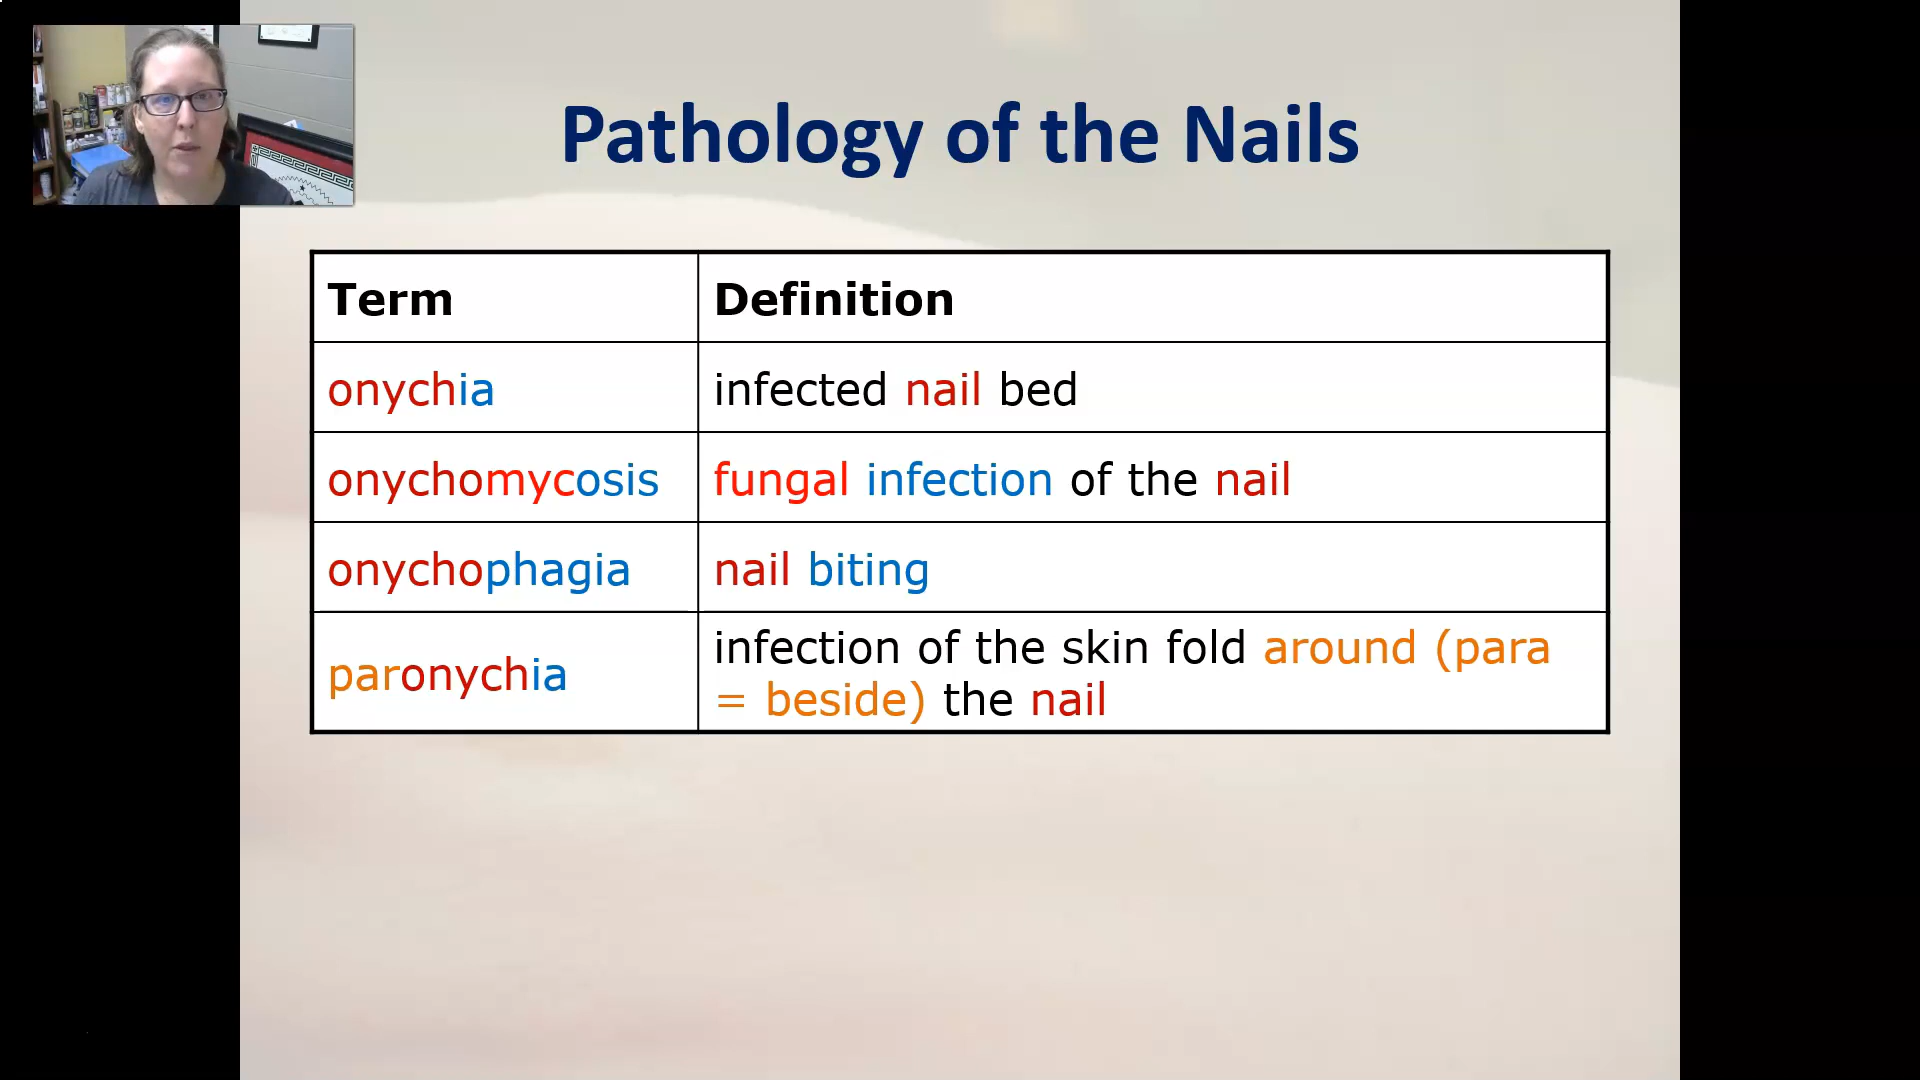 Pathology of the Nails
Term Definition
onychia infected nail bed
onychomycosis fungal infection of the nail
onychophagia nail biting
paronychia infection of the skin fold around (para
= beside) the nail